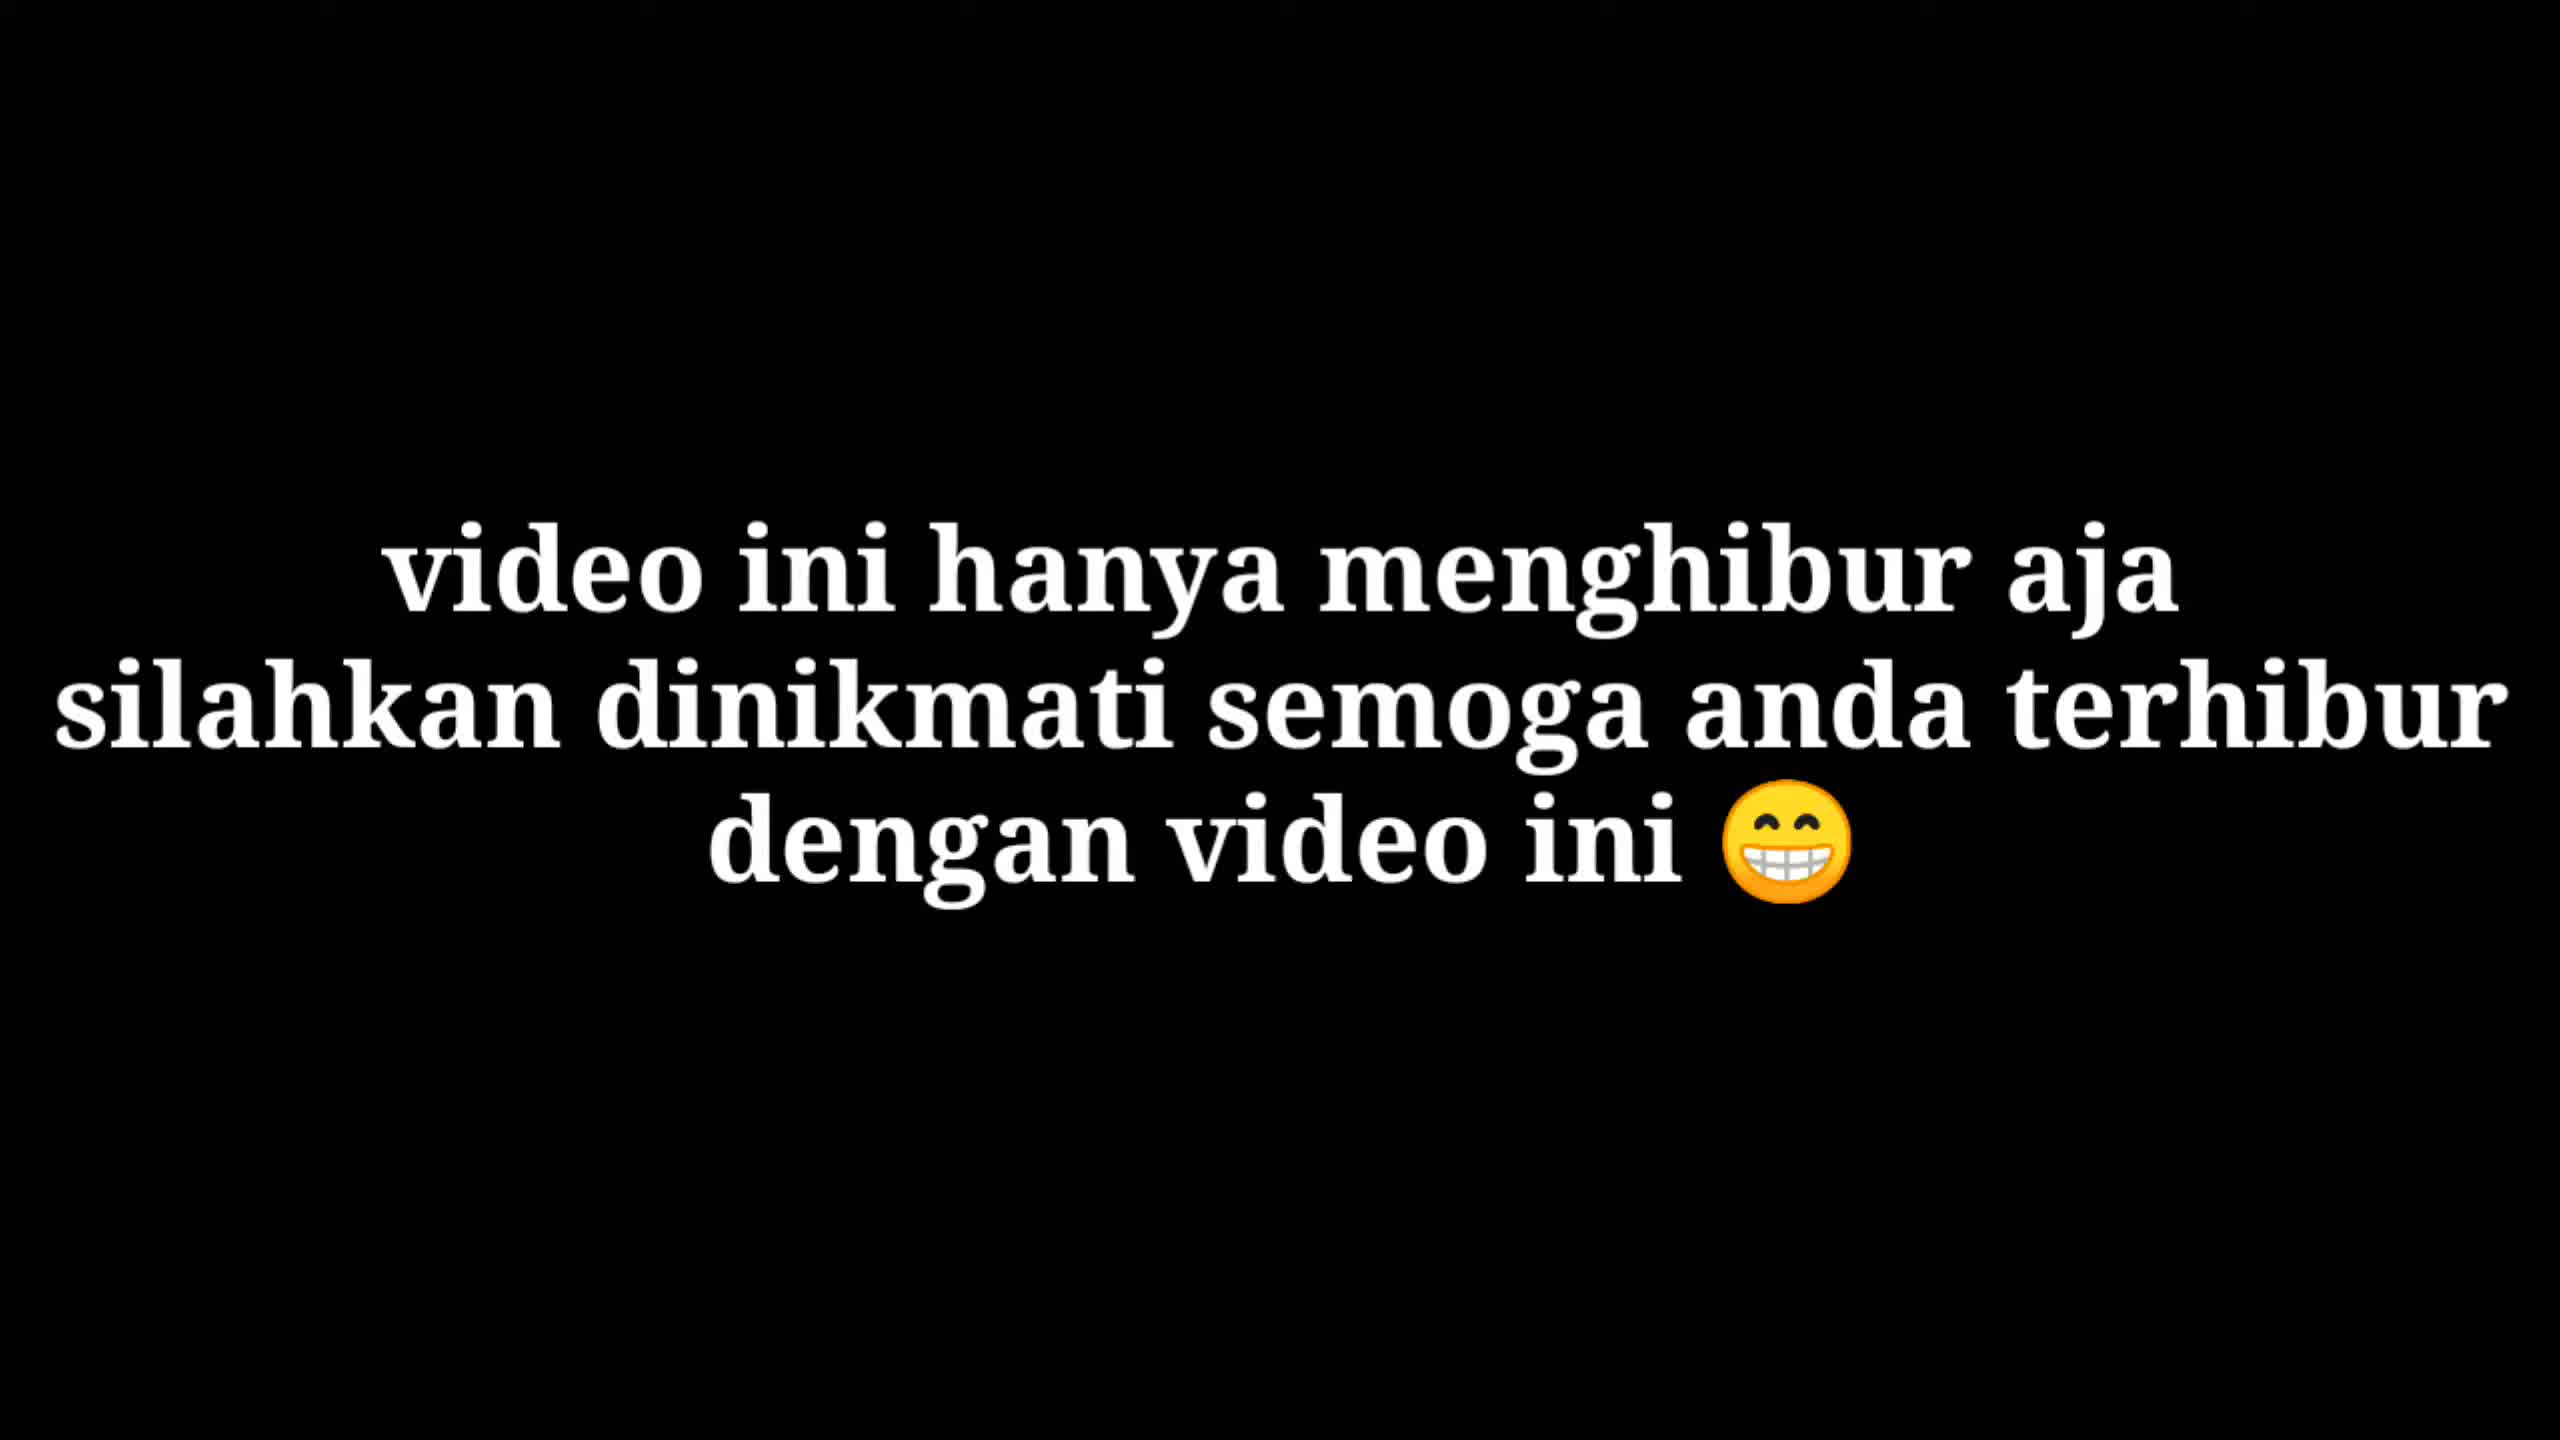 video ini hanya menghibur aja
silahkan dinikmati semoga anda terhibur
dengan video ini 😁